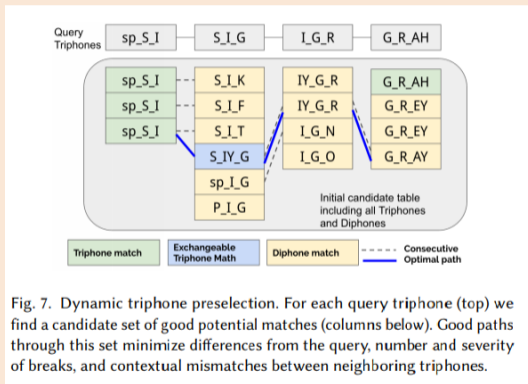 Query
Triphones
sp_S_I
S_I_G
I_G_R
G_R_AH
sp_S_I
S_I_K
IY_G_R
G_R_AH
sp_S_I
S_I_F
IY_G_R
G_R_EY
sp_S_I
S_I_T
I_G_N
G_R_EY
S_IY_G
I_G_O
G_R_AY
sp_I_G
P_I_G
Initial candidate table
including all Triphones
and Diphones
Triphone match
Exchangeable
Triphone Math
Diphone match
Consecutive
Optimal path
Fig. 7. Dynamic triphone preselection. For each query triphone (top) we
find a candidate set of good potential matches (columns below). Good paths
through this set minimize differences from the query, number and severity
of breaks, and contextual mismatches between neighboring triphones.